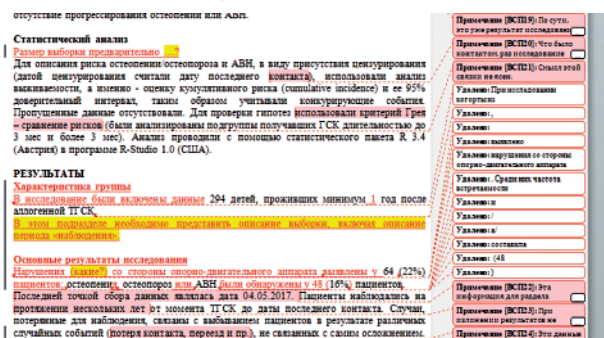 отсутствие прогрессирования остеопении или АВН.
Статистический анализ
Размер выборки предварительно …?
Для описания риска остеопении/остеопороза и АВН, в виду присутствия цензурирования
(датой цензурирования считали дату последнего контакта), использовали анализ
выживаемости, а именно - оценку кумулятивного риска (cumulative incidence) и ее 95%
доверительный интервал, таким образом учитывали конкурирующие события.
Пропущенные данные отсутствовали. Для проверки гипотез использовали критерий Грея
– сравнение рисков (были анализированы подгруппы получавших ГСК длительностью до
3 мес и более 3 мес). Анализ проводили с помощью статистического пакета R 3.4
(Австрия) в программе R-Studio 1.0 (США).
РЕЗУЛЬТАТЫ
Характеристика группы
В исследование были включены данные 294 детей, проживших минимум 1 год после
аллогенной ТГСК.
В этом подразделе необходимо представить описание выборки, включая описание
периода «наблюдения».
Основные результаты исследования
Нарушения (какие?) со стороны опорно-двигательного аппарата выявлены у 64 (22%)
пациентов, остеопения, остеопороз или АВН были обнаружены у 48 (16%) пациентов.
Последней точкой сбора данных являлась дата 04.05.2017. Пациенты наблюдались на
протяжении нескольких лет от момента ТГСК до даты последнего контакта. Случаи,
потерянные для наблюдения, связаны с выбыванием пациентов в результате различных
случайных событий (потеря контакта, переезд и пр.), не связанных с самим осложнением.
Примечание [ВСП19]: По сути,
это уже результат исследования
Примечание [ВСП20]: Что было
контактом раз исследование
Примечание [ВСП21]: Смысл этой
связки не ясен.
Удалено: При исследовании
когорты из
Удалено: ,
Удалено:
Удалено: выявлено
Удалено: нарушения со стороны
опорно-двигательного аппарата
Удалено: . Среди них частота
встречаемости
Удалено: и
Удалено: /
Удалено: а/
Удалено: составила
Удалено: (48
Удалено: )
Примечание [ВСП22]: Эта
информация для раздела
Примечание [ВСП23]: При
изложении результатов не
Примечание [ВСП24]: Эти данные